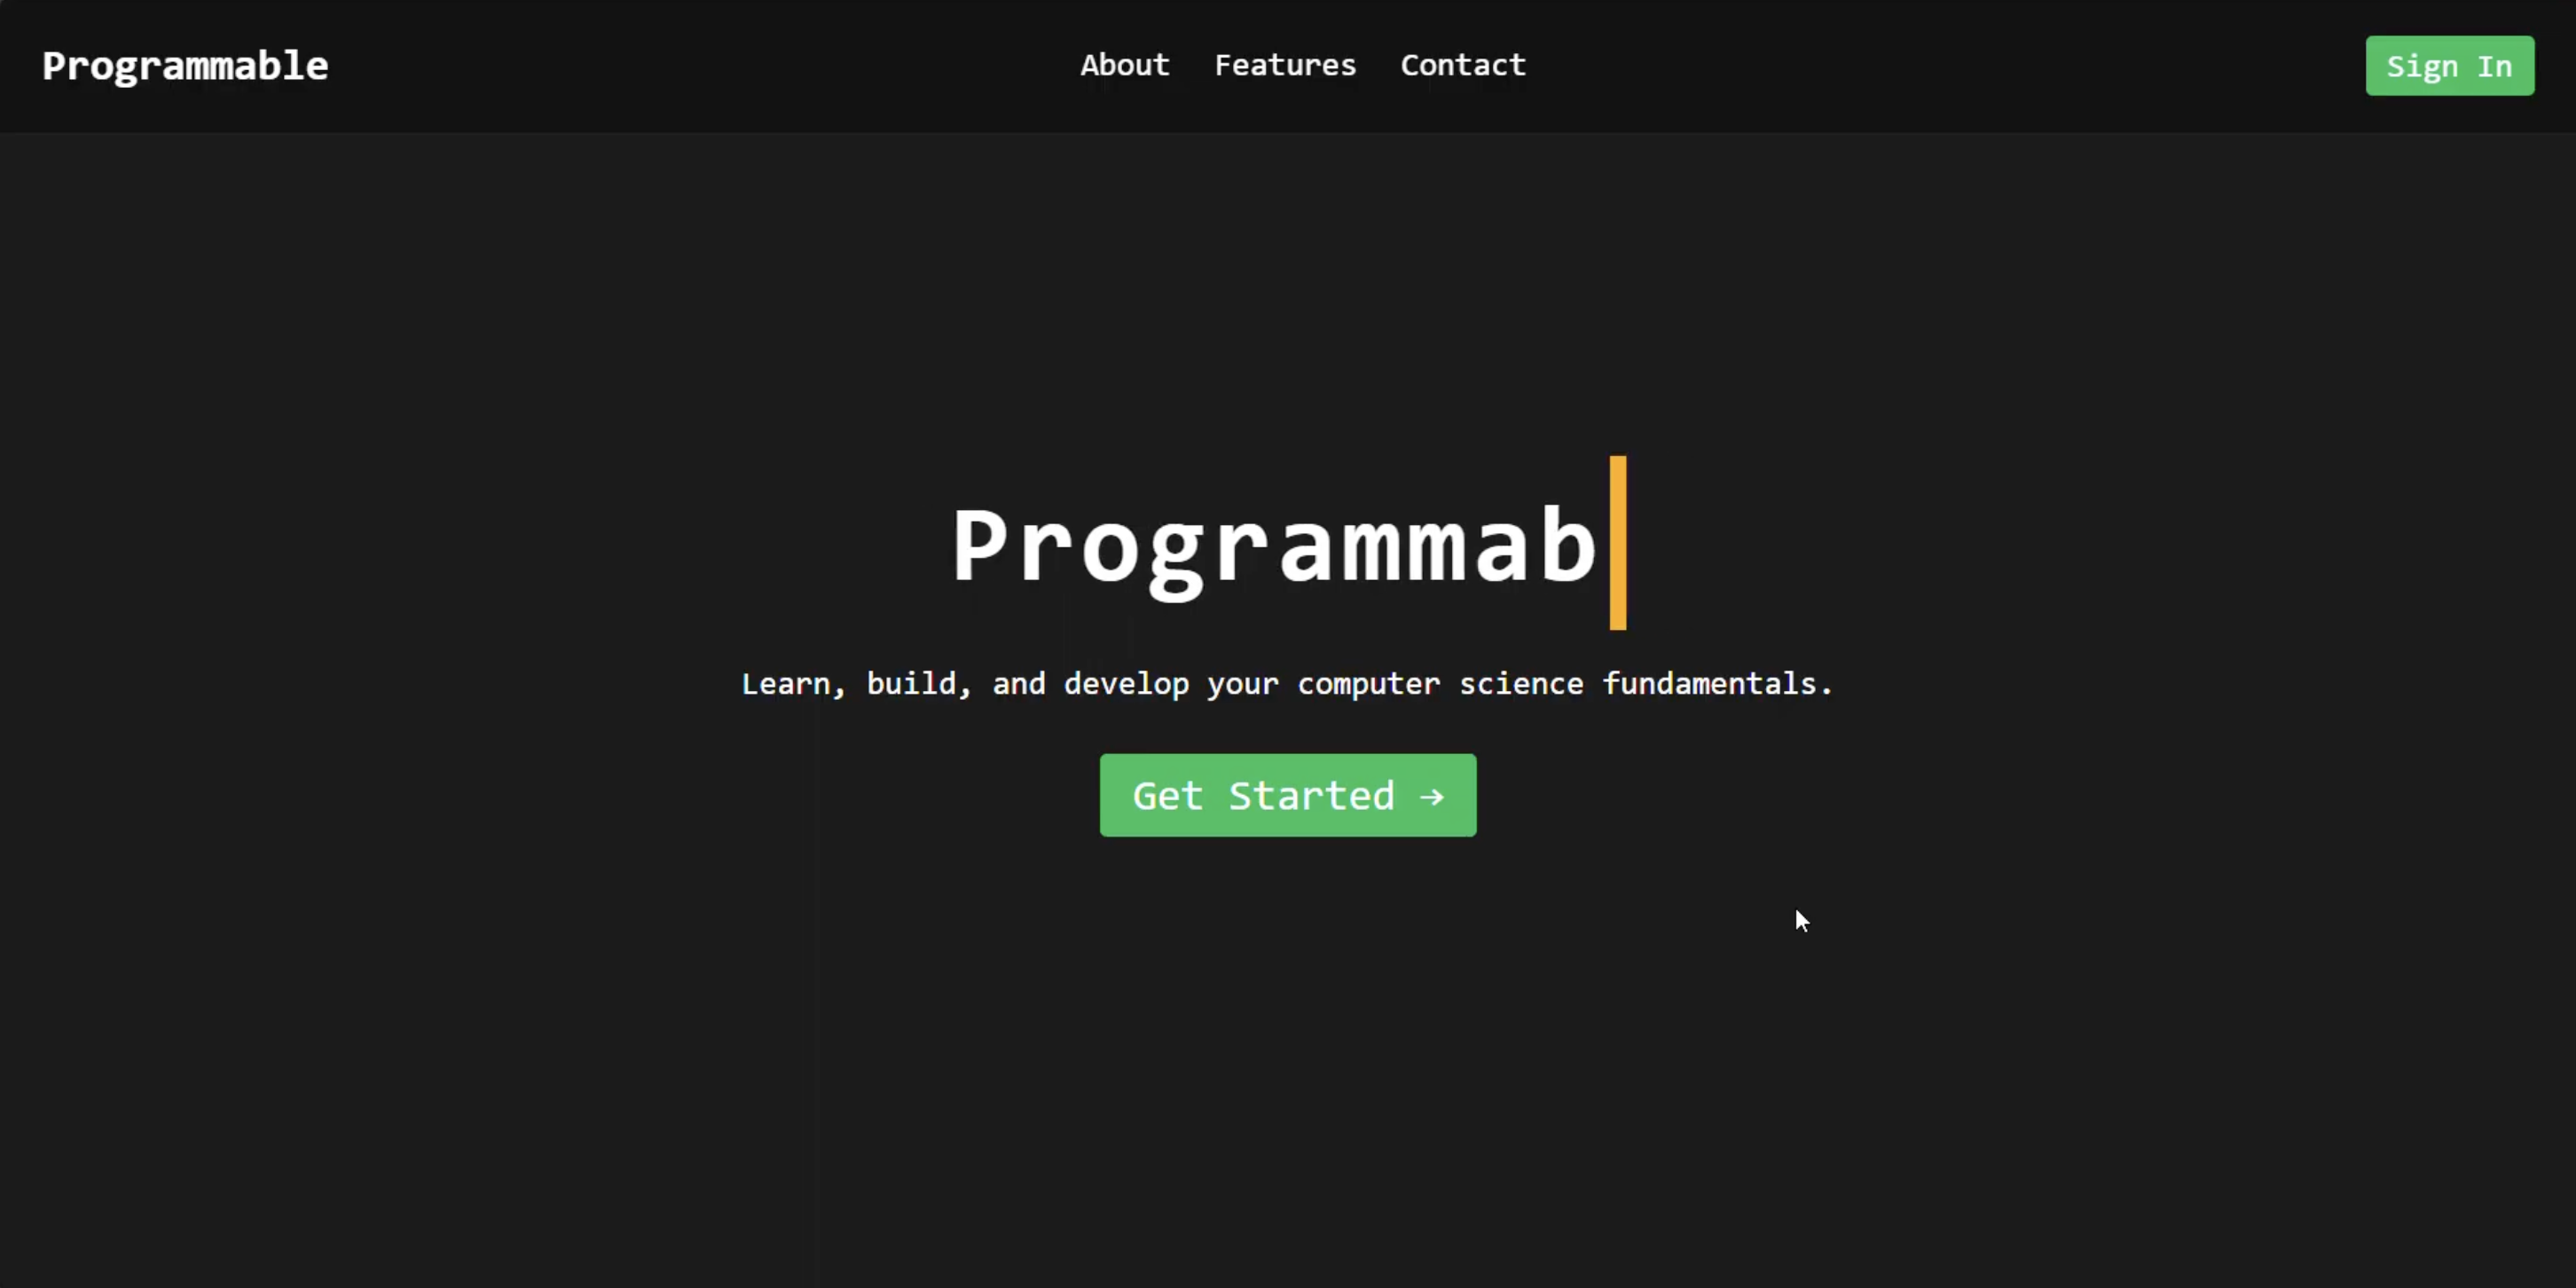 Programmable
About Features Contact
Sign In
Programmab
Learn, build, and develop your computer science fundamentals.
Get Started →